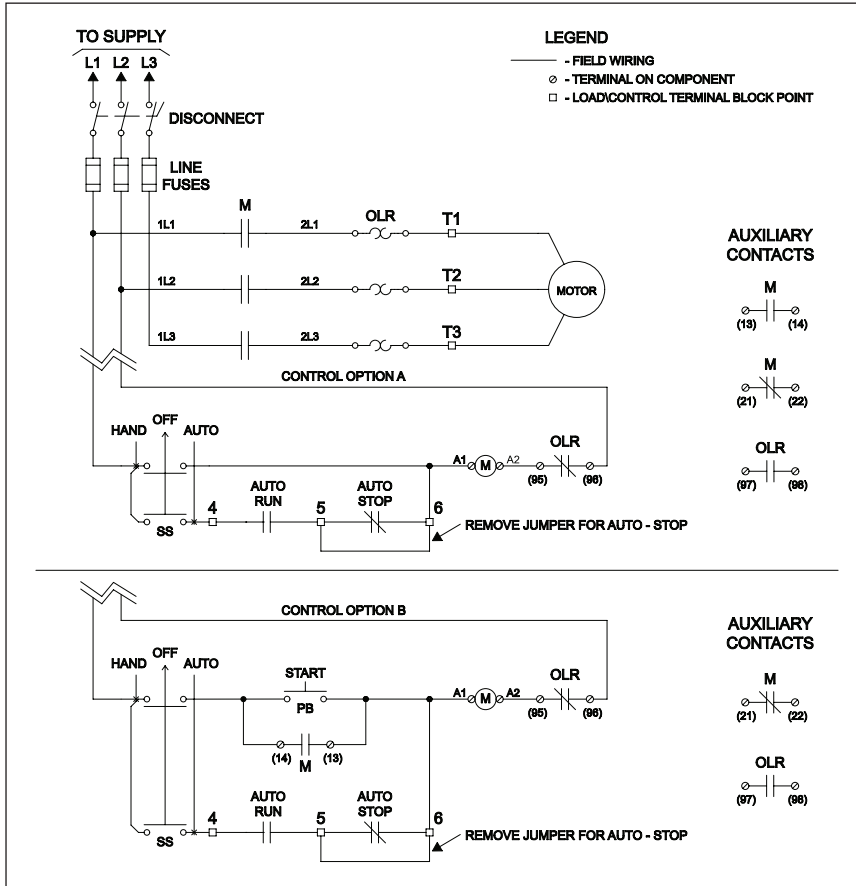 TO SUPPLY
L1 L2 L3
DISCONNECT
LINE
FUSES
LEGEND
- FIELD WIRING
- TERMINAL ON COMPONENT
- LOAD\CONTROL TERMINAL BLOCK POINT
M
OLR
1L1 2L1 T1
1L2 2L2 T2
1L3 2L3 T3
MOTOR
CONTROL OPTION A
AUXILIARY
CONTACTS
M
(13) (14)
M
(21) (22)
OLR
(97) (98)
HAND OFF AUTO
A1 M A2
OLR
(95) (96)
SS
4
AUTO
RUN
5
AUTO
STOP
6
REMOVE JUMPER FOR AUTO - STOP
CONTROL OPTION B
AUXILIARY
CONTACTS
M
(21) (22)
OLR
(97) (98)
HAND OFF AUTO
START
PB
(14) (13)
M
A1 M A2
OLR
(95) (96)
SS
4
AUTO
RUN
5
AUTO
STOP
6
REMOVE JUMPER FOR AUTO - STOP